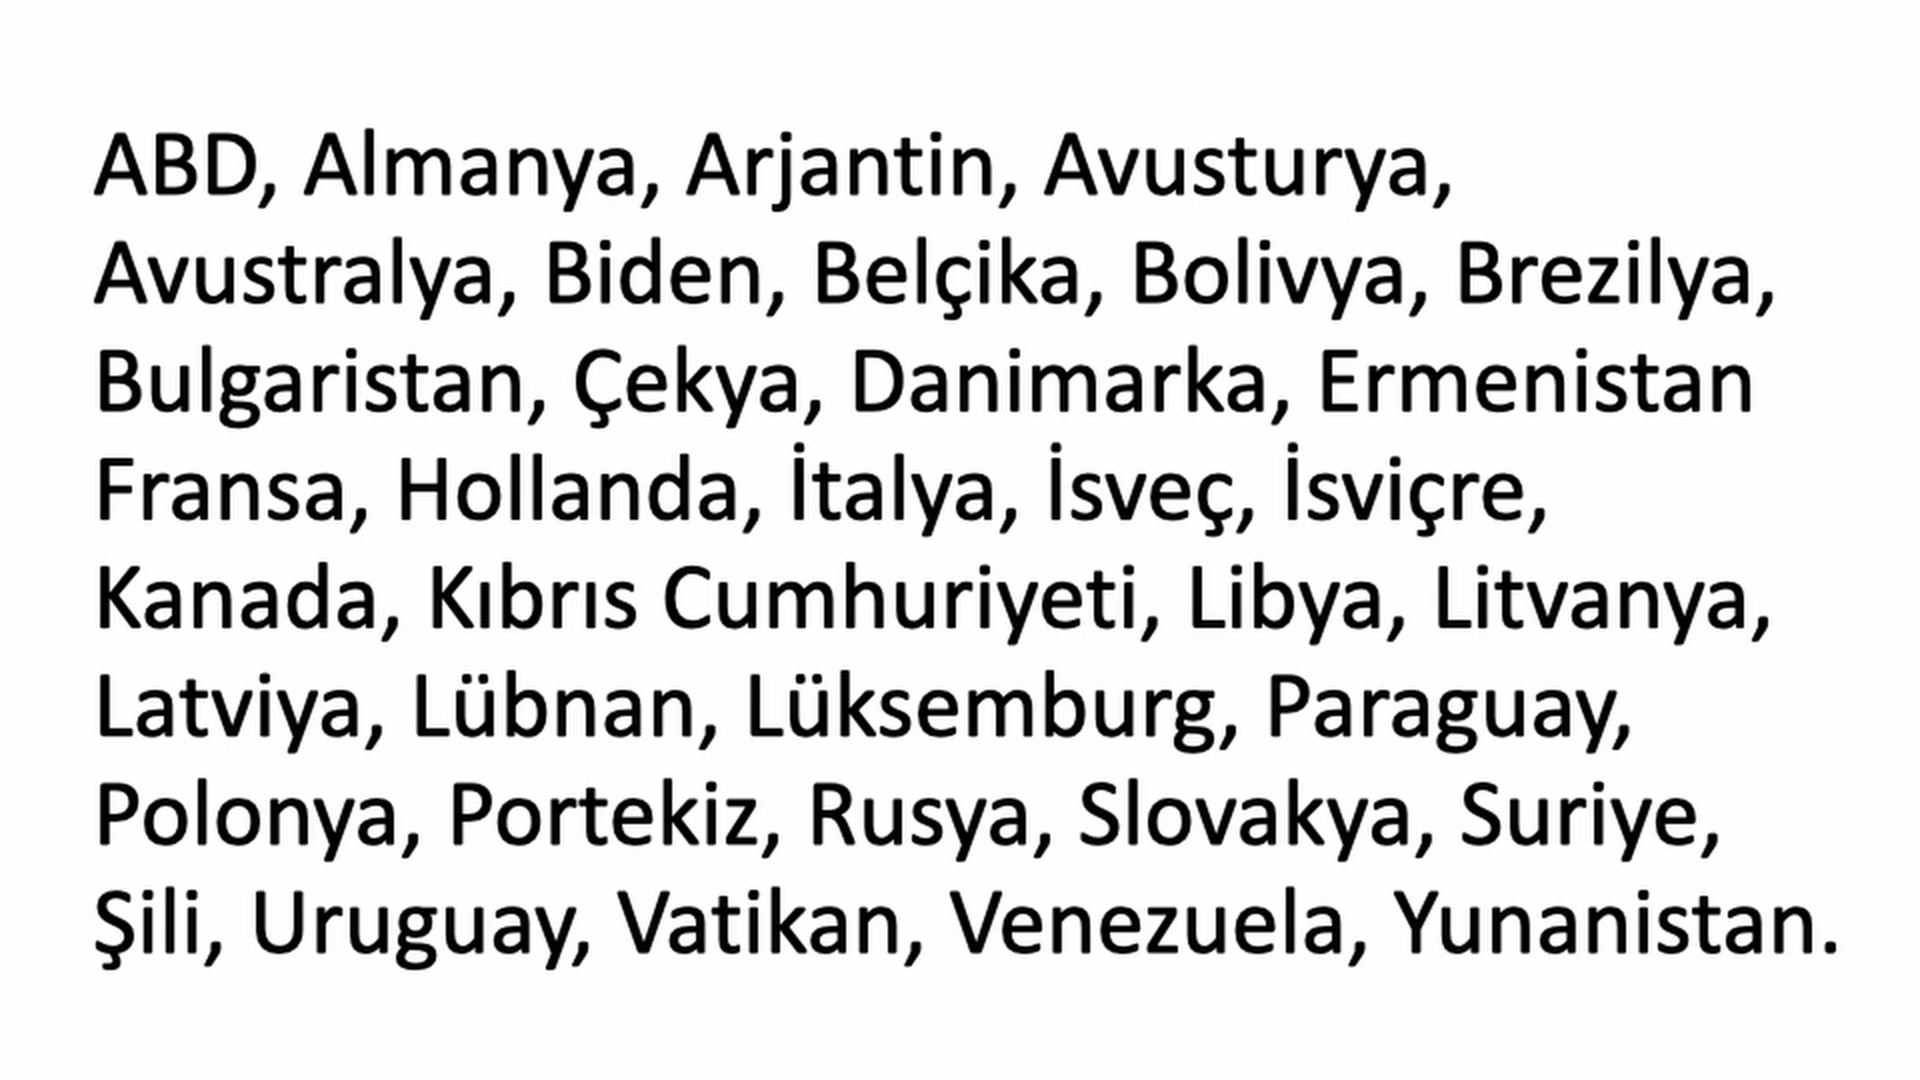 ABD, Almanya, Arjantin, Avusturya,
Avustralya, Biden, Belçika, Bolivya, Brezilya,
Bulgaristan, Çekya, Danimarka, Ermenistan
Fransa, Hollanda, İtalya, İsveç, İsviçre,
Kanada, Kıbrıs Cumhuriyeti, Libya, Litvanya,
Latviya, Lübnan, Lüksemburg, Paraguay,
Polonya, Portekiz, Rusya, Slovakya, Suriye,
Şili, Uruguay, Vatikan, Venezuela, Yunanistan.